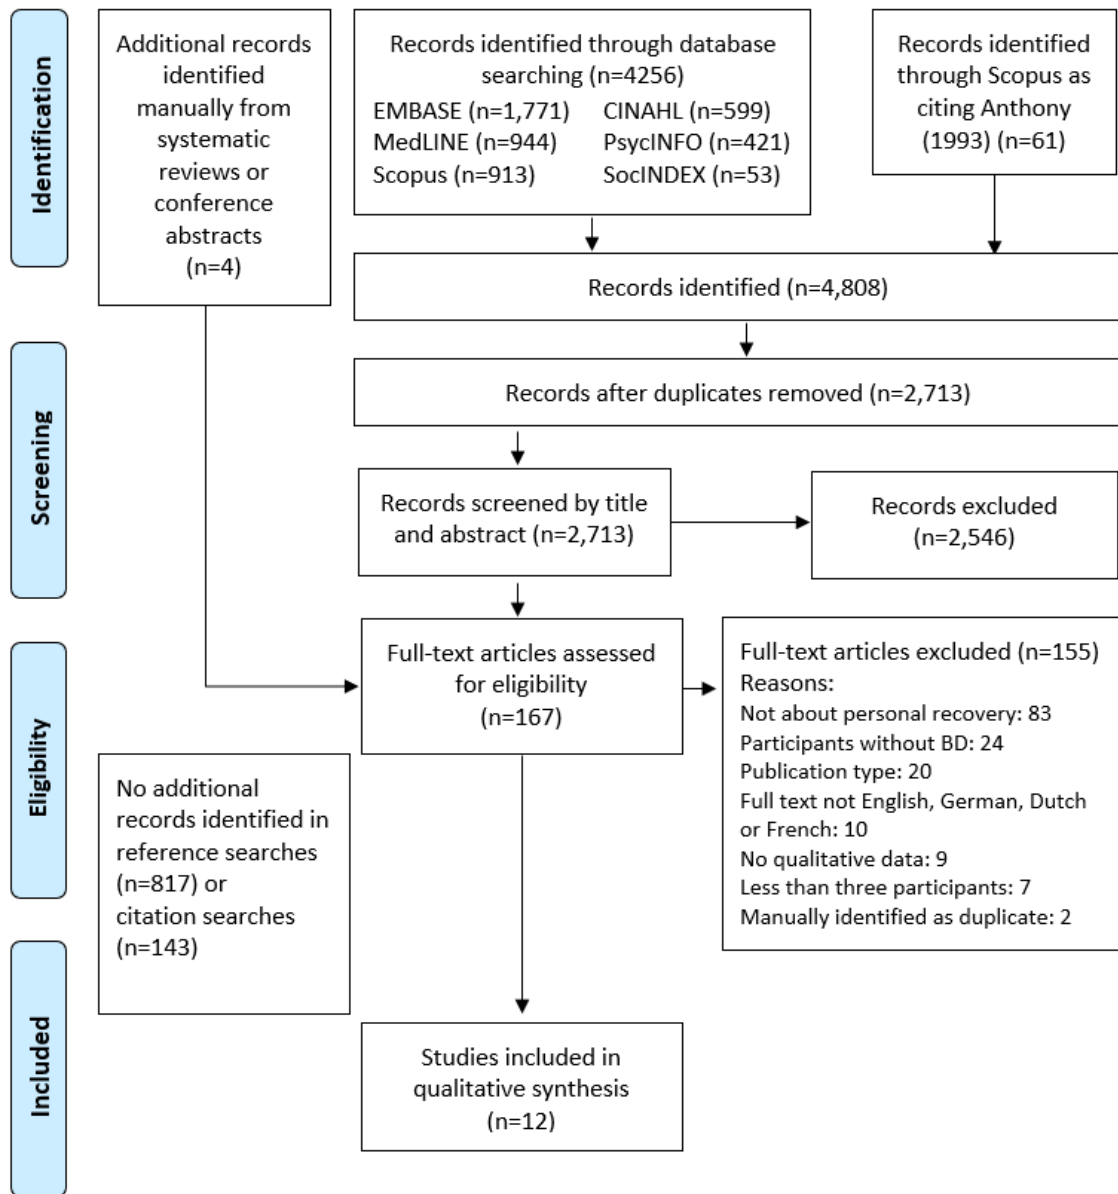 Identification
Additional records
identified
manually from
systematic
reviews or
conference
abstracts
(n=4)
Records identified through database
searching (n=4256)
EMBASE (n=1,771) CINAHL (n=599)
MedLINE (n=944) PsycINFO (n=421)
Scopus (n=913) SocINDEX (n=53)
Records identified
through Scopus as
citing Anthony
(1993) (n=61)
Records identified (n=4,808)
Screening
Records after duplicates removed (n=2,713)
Records screened by title
and abstract (n=2,713)
Records excluded
(n=2,546)
Eligibility
Full-text articles assessed
for eligibility
(n=167)
Full-text articles excluded (n=155)
Reasons:
Not about personal recovery: 83
Participants without BD: 24
Publication type: 20
Full text not English, German, Dutch
or French: 10
No qualitative data: 9
Less than three participants: 7
Manually identified as duplicate: 2
No additional
records identified in
reference searches
(n=817) or
citation searches
(n=143)
Included
Studies included in
qualitative synthesis
(n=12)